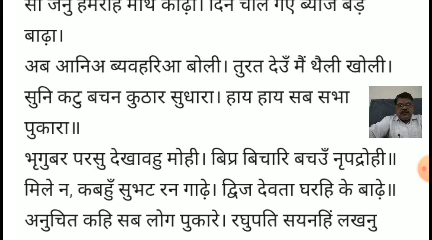 सो जनु हमरेहि माथे काढ़ा। दिन चलि गए ब्याज बड़
बाढ़ा।
अब आनिअ ब्यवहरिआ बोली। तुरत देउँ मैं थैली खोली।
सुनि कटु बचन कुठार सुधारा। हाय हाय सब सभा
पुकारा॥
भृगुबर परसु देखावहु मोही। बिप्र बिचारि बचउँ नृपद्रोही॥
मिले न, कबहुँ सुभट रन गाढ़े। द्विज देवता घरहि के बाढ़े॥
अनुचित कहि सब लोग पुकारे। रघुपति सयनहिं लखनु